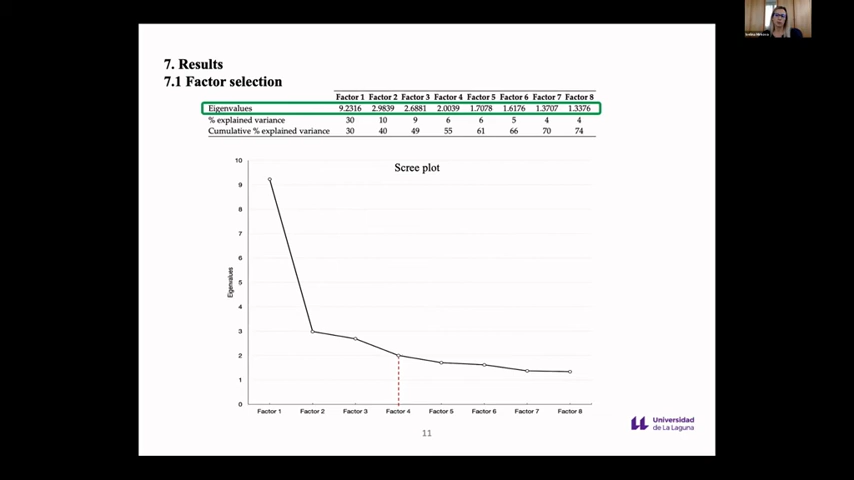 7. Results
7.1 Factor selection
Factor 1 Factor 2 Factor 3 Factor 4 Factor 5 Factor 6 Factor 7 Factor 8
Eigenvalues 9.2316 2.9839 2.6881 2.0039 1.7078 1.6176 1.3707 1.3376
% explained variance 30 10 9 6 6 5 4 4
Cumulative % explained variance 30 40 49 55 61 66 70 74
Scree plot
10
9
8
7
6
5
4
3
2
1
0
Eigenvalues
Factor 1 Factor 2 Factor 3 Factor 4 Factor 5 Factor 6 Factor 7 Factor 8
11
Universidad
de La Laguna